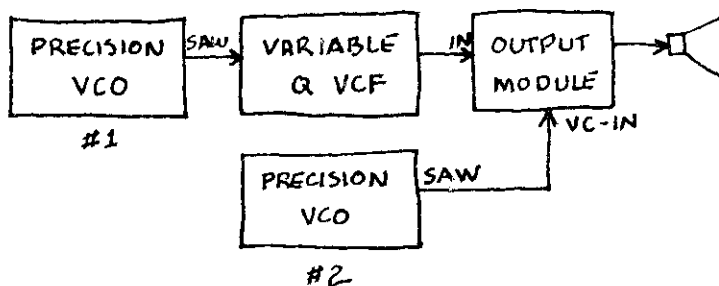 PRECISION
VCO
SAW
#1
VARIABLE
Q VCF
IN
OUTPUT
MODULE
VC-IN
PRECISION
VCO
SAW
#2